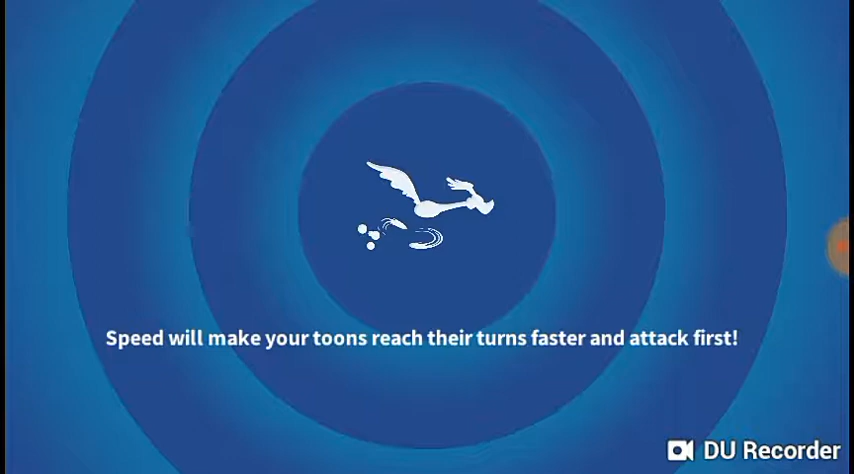 Speed will make your toons reach their turns faster and attack first!
DU Recorder